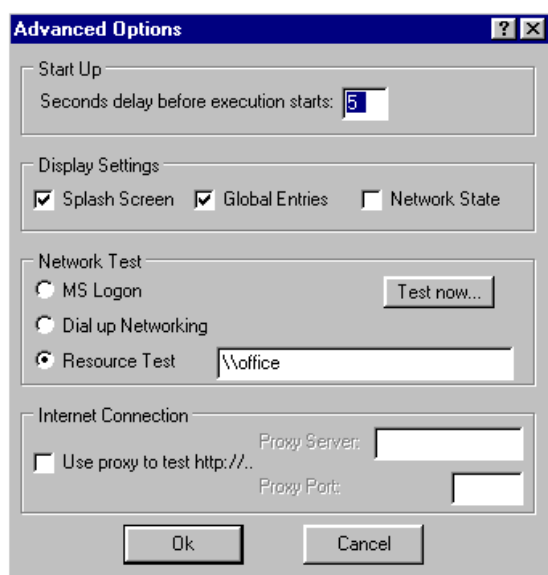 Advanced Options
Start Up
Seconds delay before execution starts: 5
Display Settings
Splash Screen Global Entries Network State
Network Test
MS Logon Test now...
Dial up Networking
Resource Test \\office
Internet Connection
Proxy Server:
Use proxy to test http://..
Proxy Port:
Ok Cancel